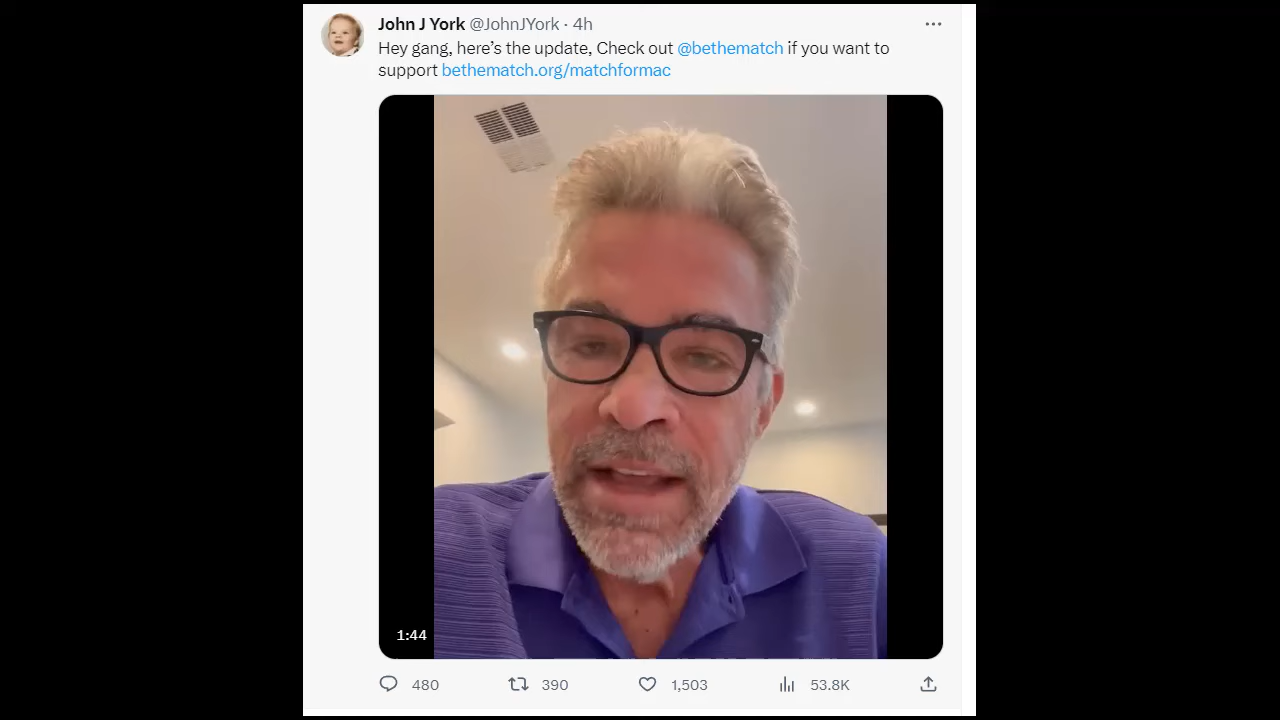 John J York @JohnJYork · 4h
Hey gang, here’s the update, Check out @bethematch if you want to
support bethematch.org/matchformac
1:44
480 390 1,503 53.8K